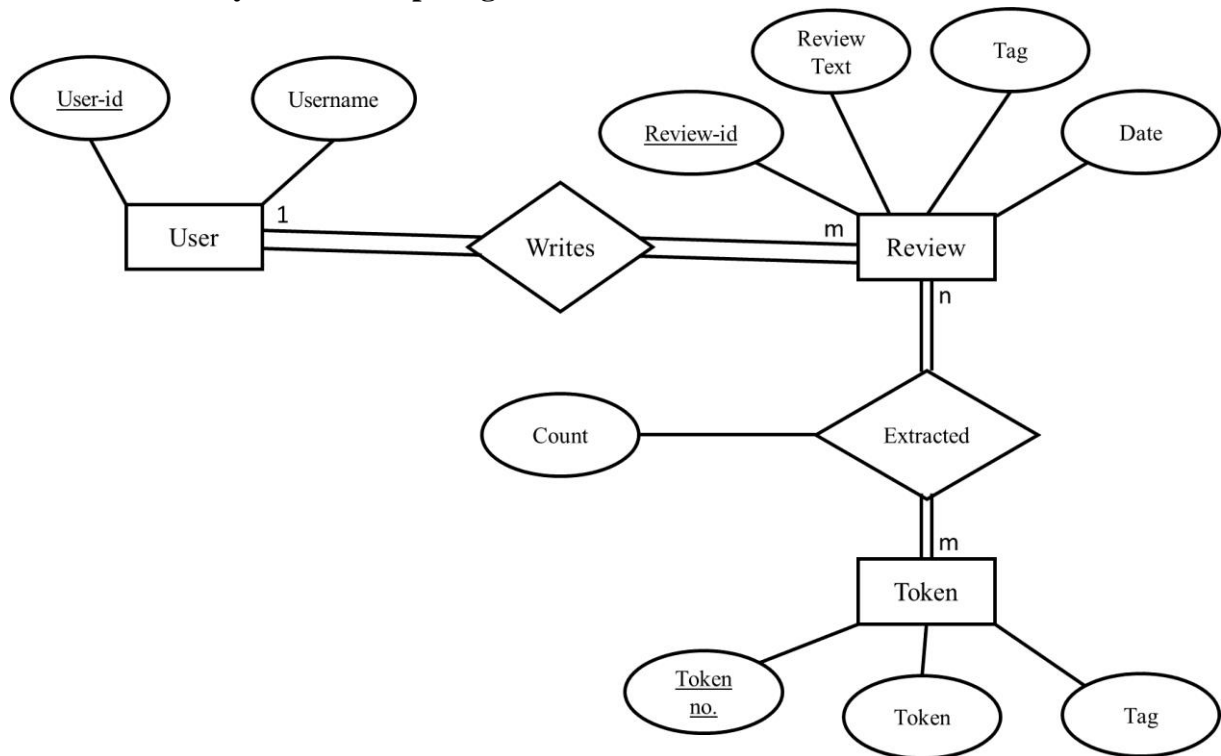 Review
Text
Tag
User-id
Username
Review-id
Date
User
1
Writes
m
Review
n
Count
Extracted
m
Token
Token
no.
Token
Tag